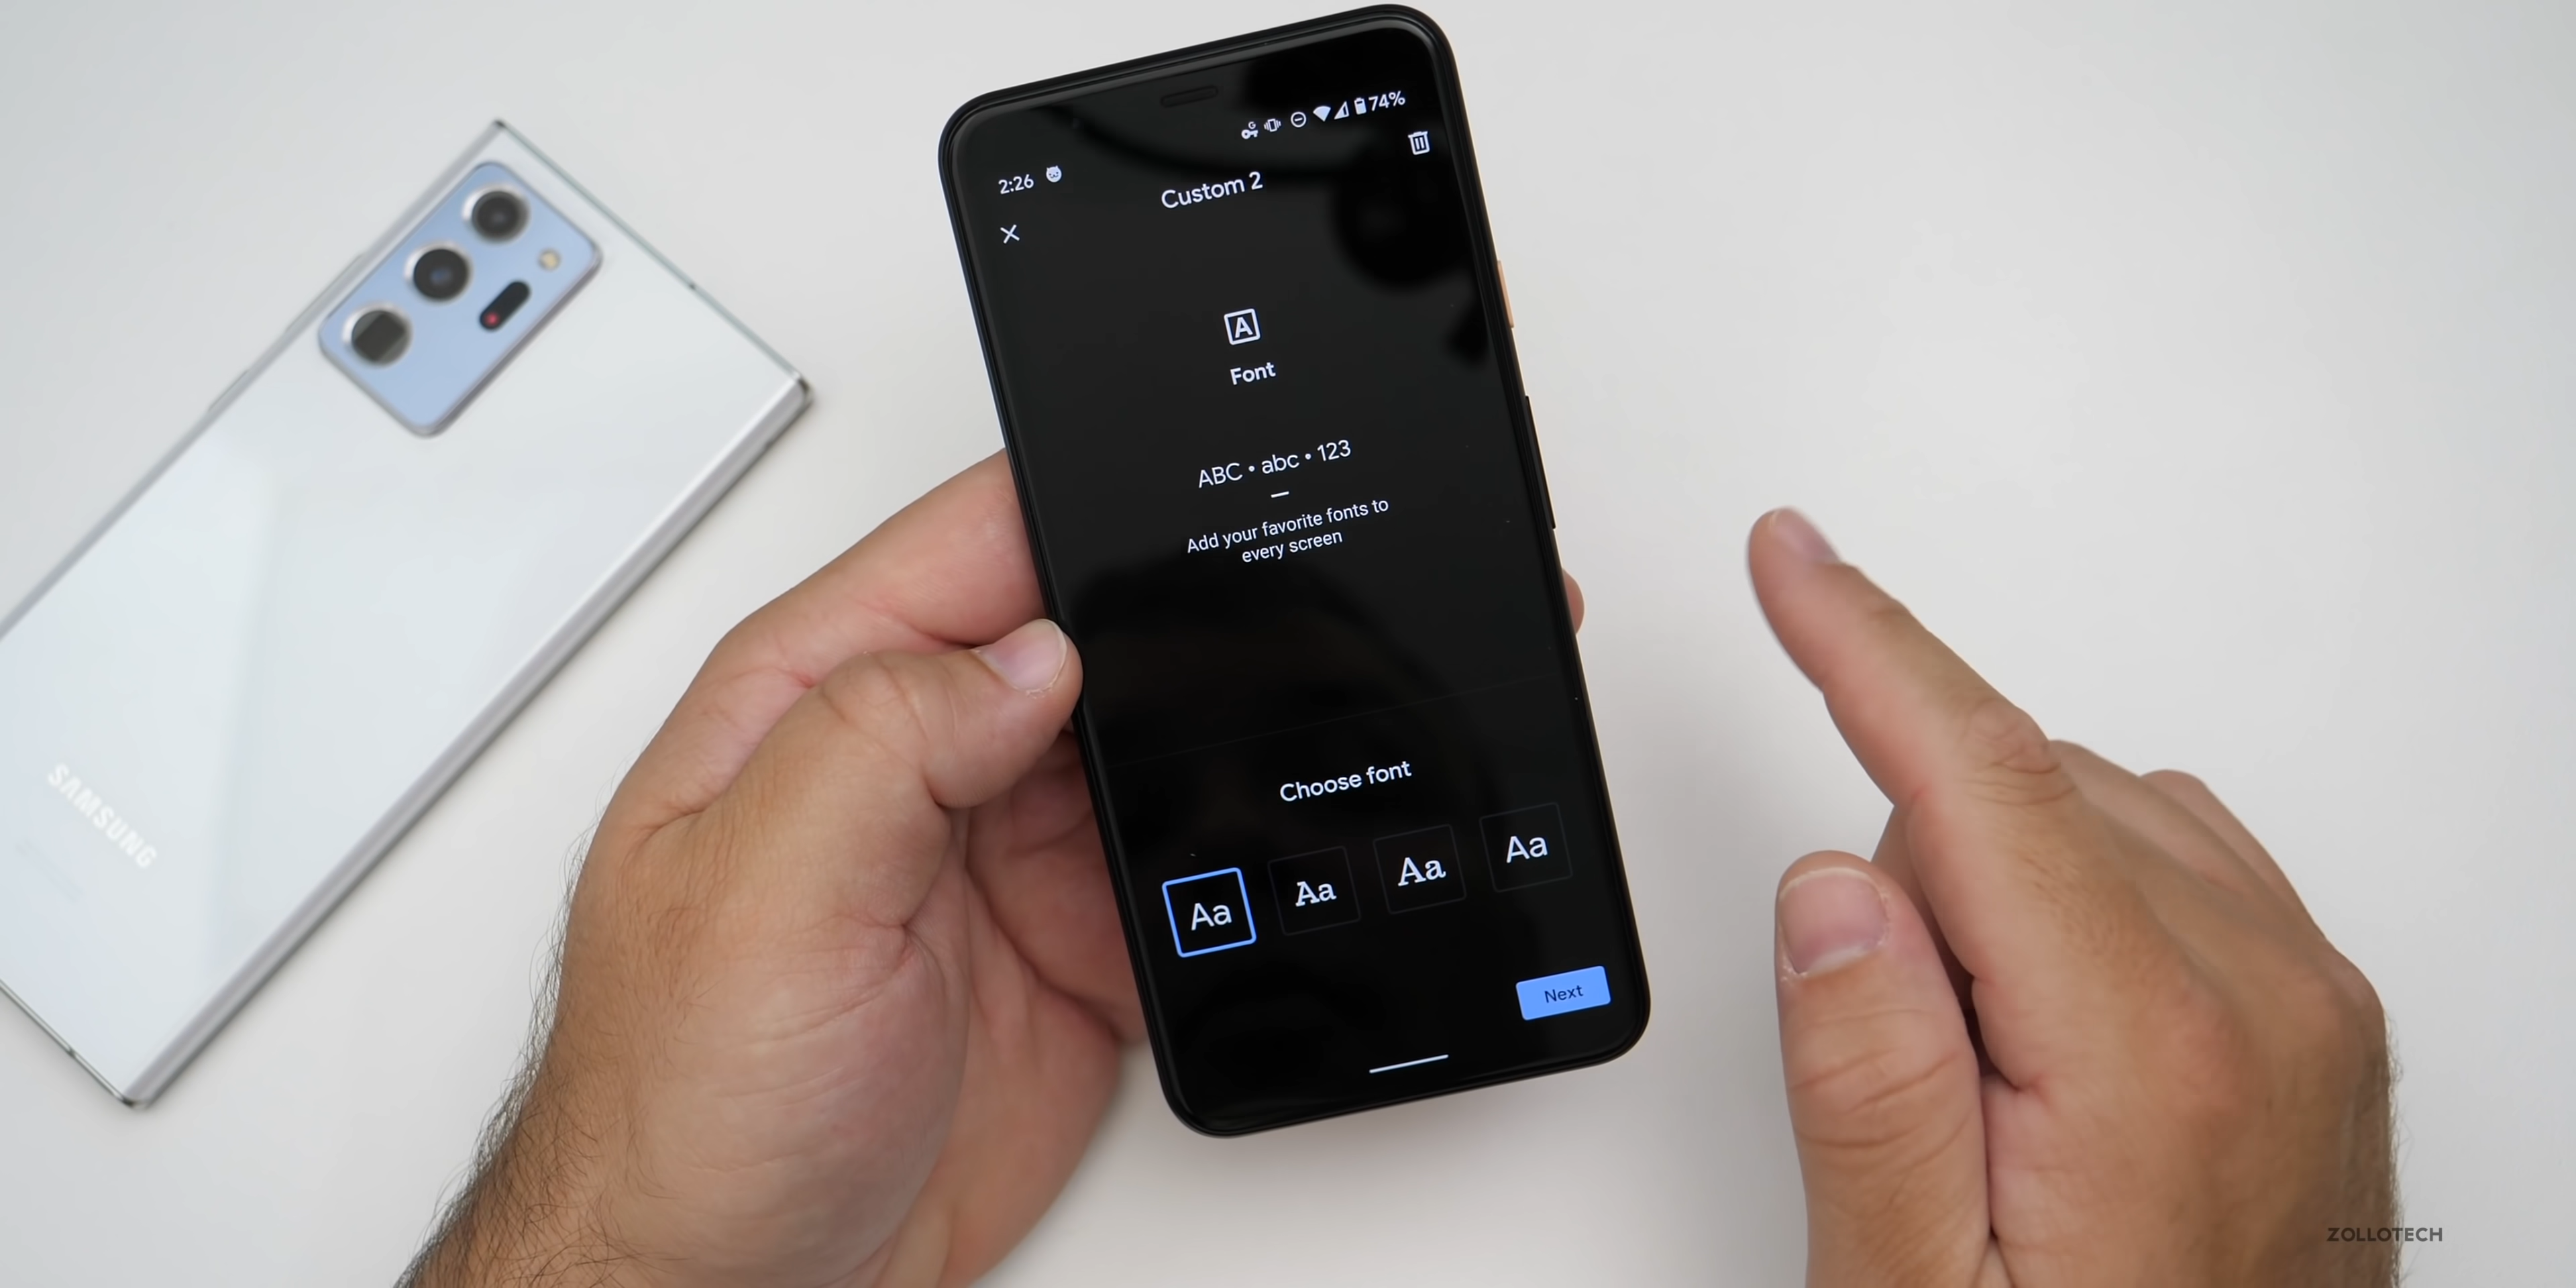 74%
2:26
Custom 2
A
Font
ABC • abc • 123
Add your favorite fonts to
every screen
Choose font
Aa Aa Aa Aa
Next
SAMSUNG
ZOLLOTECH